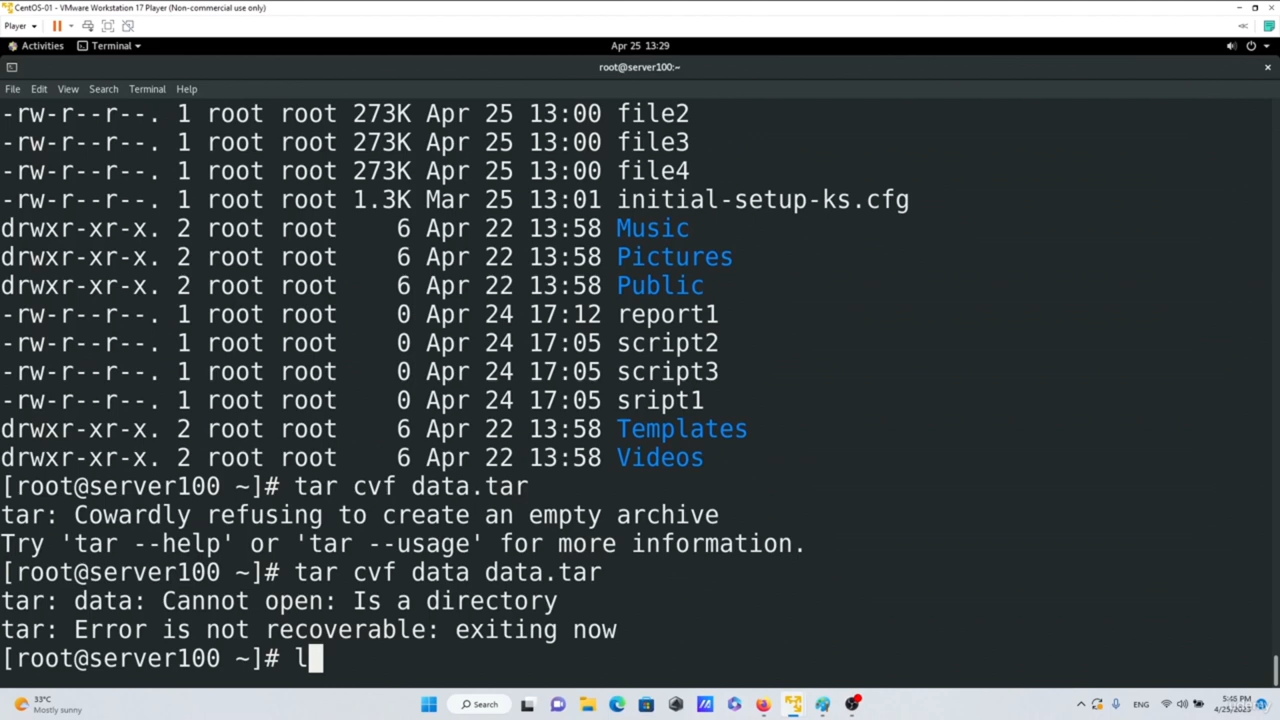 CentOS-01 - VMware Workstation 17 Player (Non-commercial use only)
Player
Activities Terminal Apr 25 13:29
root@server100:~
File Edit View Search Terminal Help
-rw-r--r--. 1 root root 273K Apr 25 13:00 file2
-rw-r--r--. 1 root root 273K Apr 25 13:00 file3
-rw-r--r--. 1 root root 273K Apr 25 13:00 file4
-rw-r--r--. 1 root root 1.3K Mar 25 13:01 initial-setup-ks.cfg
drwxr-xr-x. 2 root root 6 Apr 22 13:58 Music
drwxr-xr-x. 2 root root 6 Apr 22 13:58 Pictures
drwxr-xr-x. 2 root root 6 Apr 22 13:58 Public
-rw-r--r--. 1 root root 0 Apr 24 17:12 report1
-rw-r--r--. 1 root root 0 Apr 24 17:05 script2
-rw-r--r--. 1 root root 0 Apr 24 17:05 script3
-rw-r--r--. 1 root root 0 Apr 24 17:05 sript1
drwxr-xr-x. 2 root root 6 Apr 22 13:58 Templates
drwxr-xr-x. 2 root root 6 Apr 22 13:58 Videos
[root@server100 ~]# tar cvf data.tar
tar: Cowardly refusing to create an empty archive
Try 'tar --help' or 'tar --usage' for more information.
[root@server100 ~]# tar cvf data data.tar
tar: data: Cannot open: Is a directory
tar: Error is not recoverable: exiting now
[root@server100 ~]# l
33°C
Mostly sunny
Search
ENG
5:45 PM
4/25/2023